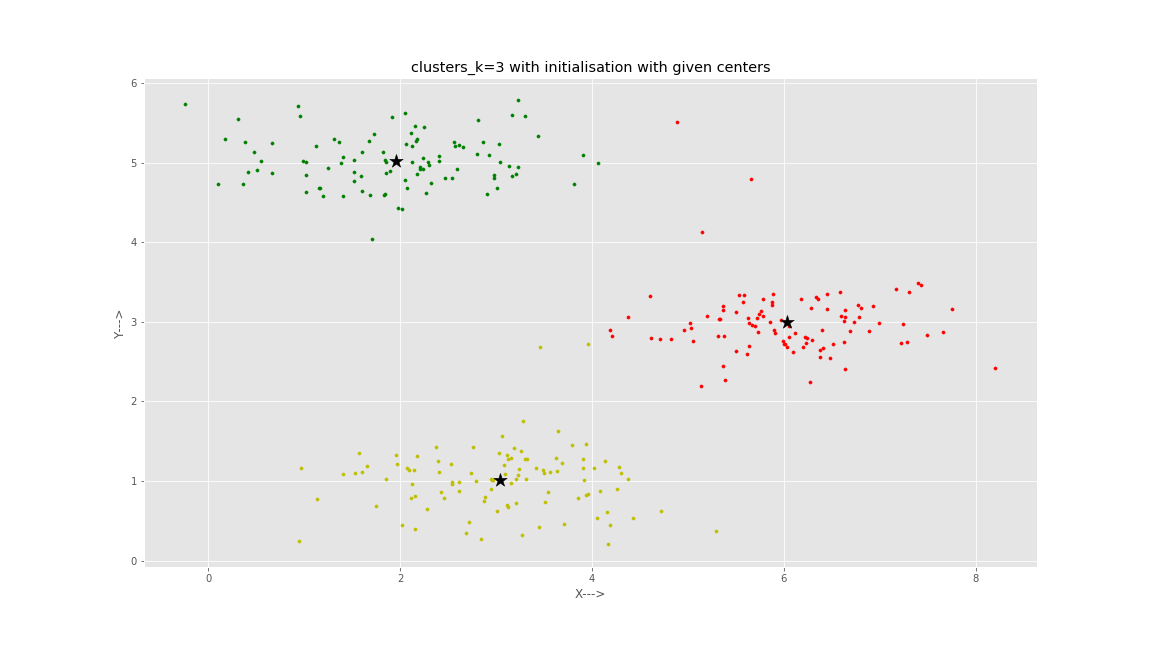 clusters_k=3 with initialisation with given centers
6
5
4
3
2
1
0
Y--->
0 2 4 6 8
X--->